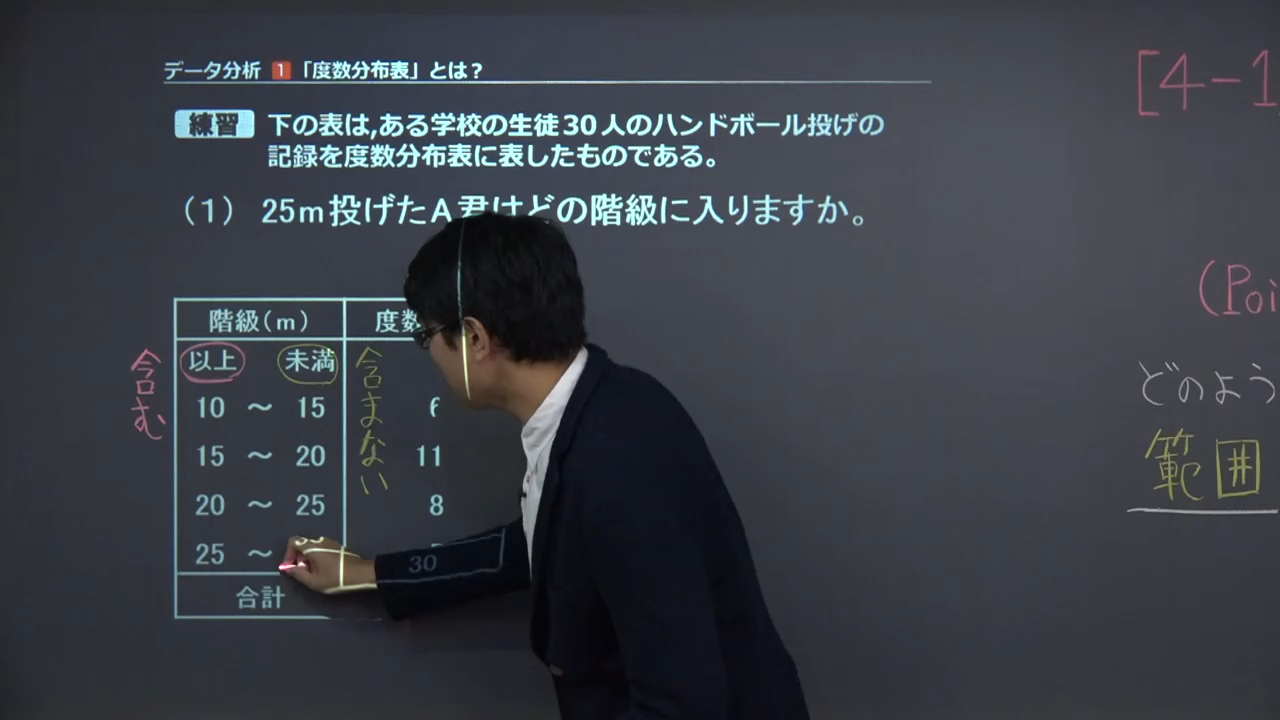 データ分析 1 「度数分布表」とは?
練習 下の表は,ある学校の生徒30人のハンドボール投げの
記録を度数分布表に表したものである。
(1) 25m投げたA君はどの階級に入りますか。
階級(m) 度数
以上 未満
10 ～ 15 6
15 ～ 20 11
20 ～ 25 8
25 ～
合計 30
含む
含まない
[4-1
(Poi
どのよう
範囲